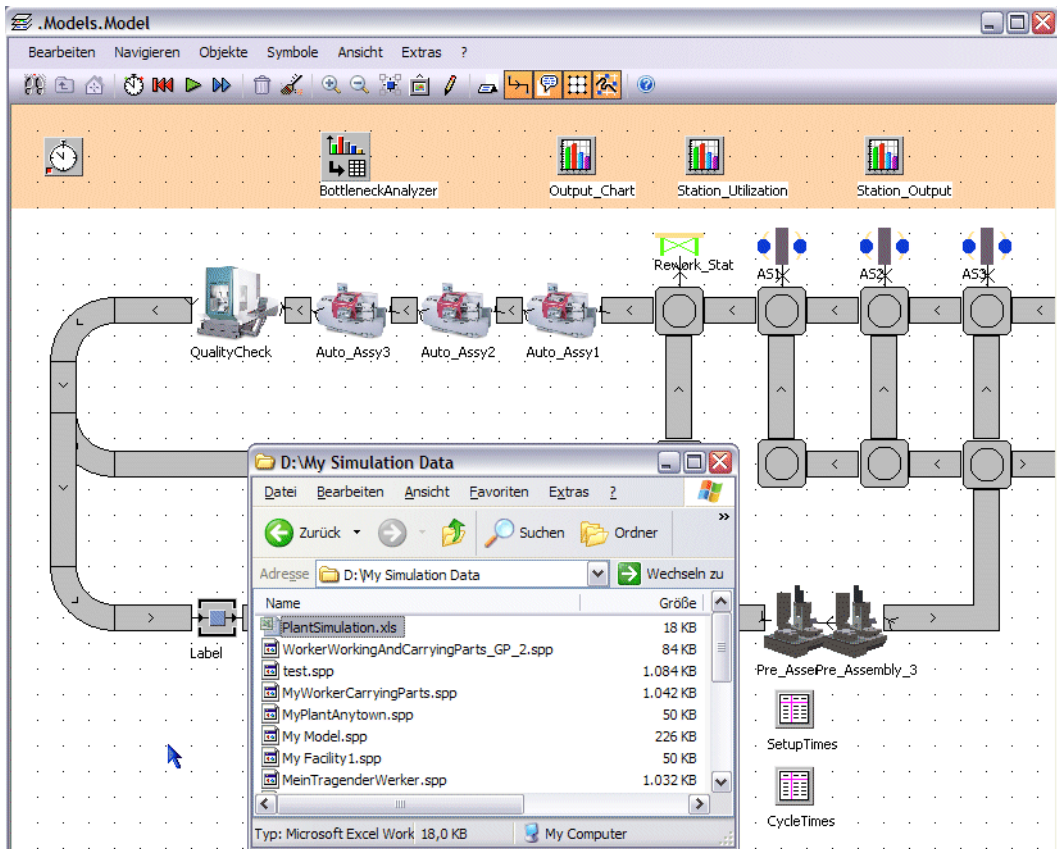 .Models.Model
Bearbeiten Navigieren Objekte Symbole Ansicht Extras ?
BottleneckAnalyzer Output_Chart Station_Utilization Station_Output
Rework_Stat AS1 AS2 AS3
QualityCheck Auto_Assy3 Auto_Assy2 Auto_Assy1
D:\My Simulation Data
Datei Bearbeiten Ansicht Favoriten Extras ?
Zurück Suchen Ordner »
Adresse D:\My Simulation Data Wechseln zu
Name Größe
PlantSimulation.xls 18 KB
WorkerWorkingAndCarryingParts_GP_2.spp 84 KB
test.spp 1.084 KB
MyWorkerCarryingParts.spp 1.042 KB
MyPlantAnytown.spp 50 KB
My Model.spp 226 KB
My Facility1.spp 50 KB
MeinTragenderWerker.spp 1.032 KB
Typ: Microsoft Excel Work 18,0 KB My Computer
Label
Pre_Asse Pre_Assembly_3
SetupTimes
CycleTimes